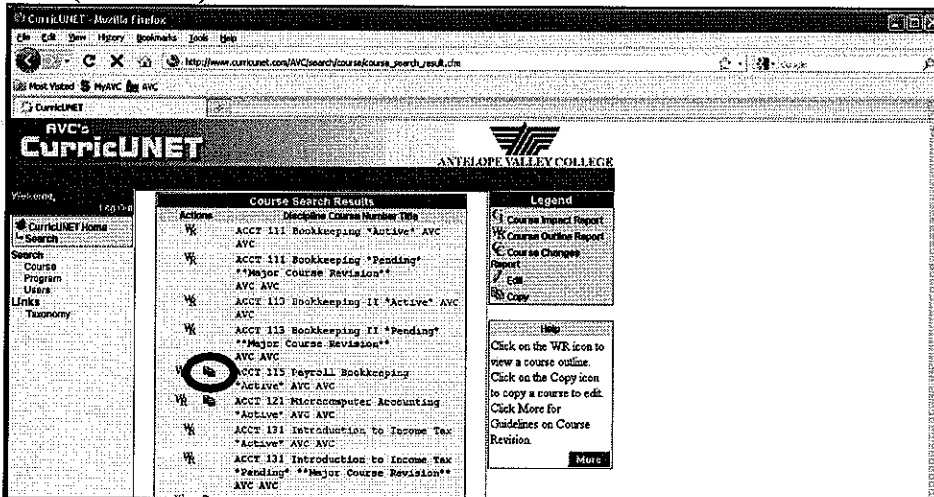 CurricUNET - Mozilla Firefox
File Edit View History Bookmarks Tools Help
http://www.curricunet.com/AVC/search/course/course_search_result.cfm
Google
Most Visited MyAVC AVC
CurricUNET
AVC's
CurricUNET
ANTELOPE VALLEY COLLEGE
Welcome,
Log Out
CurricUNET Home
Search
Search
Course
Program
Users
Links
Taxonomy
Course Search Results
Actions Discipline Course Number Title
WR ACCT 111 Bookkeeping *Active* AVC
AVC
ACCT 111 Bookkeeping *Pending*
**Major Course Revision**
AVC AVC
WR ACCT 113 Bookkeeping II *Active* AVC
AVC
WR ACCT 113 Bookkeeping II *Pending*
**Major Course Revision**
AVC AVC
ACCT 115 Payroll Bookkeeping
*Active* AVC AVC
WR ACCT 121 Microcomputer Accounting
*Active* AVC AVC
WR ACCT 131 Introduction to Income Tax
*Active* AVC AVC
WR ACCT 131 Introduction to Income Tax
*Pending* **Major Course Revision**
AVC AVC
Legend
Course Impact Report
WR Course Outline Report
Course Changes
Report
Edit
Copy
Help
Click on the WR icon to
view a course outline.
Click on the Copy icon
to copy a course to edit.
Click More for
Guidelines on Course
Revision.
More